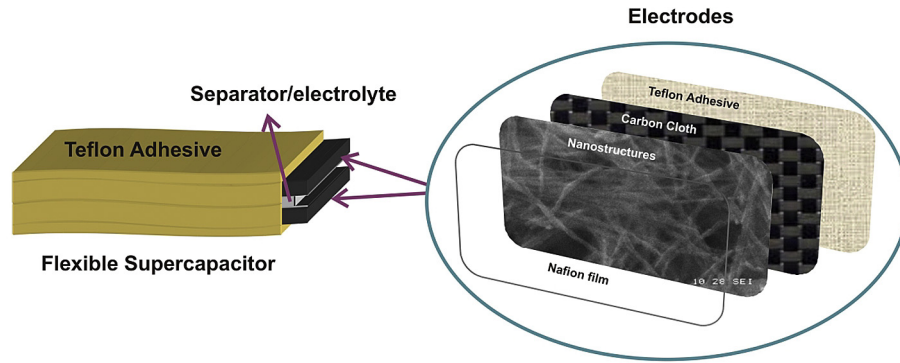 Electrodes
Separator/electrolyte
Teflon Adhesive
Flexible Supercapacitor
Teflon Adhesive
Carbon Cloth
Nanostructures
Nafion film
10 28 SEI